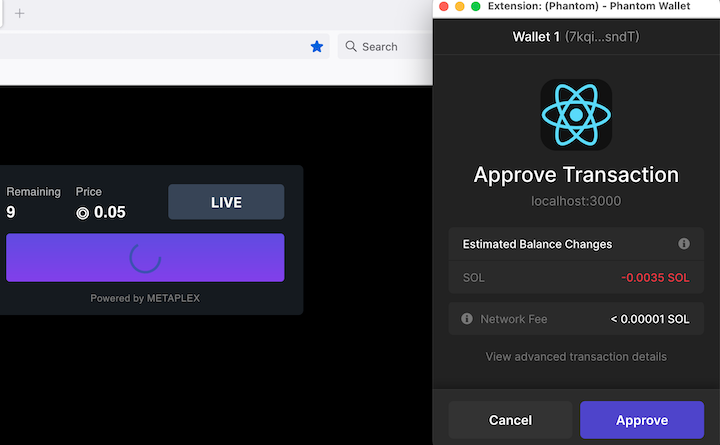 Extension: (Phantom) - Phantom Wallet
Search
Wallet 1 (7kqi...sndT)
Remaining
Price
9
0.05
LIVE
Powered by METAPLEX
Approve Transaction
localhost:3000
Estimated Balance Changes
SOL
-0.0035 SOL
Network Fee
< 0.00001 SOL
View advanced transaction details
Cancel
Approve